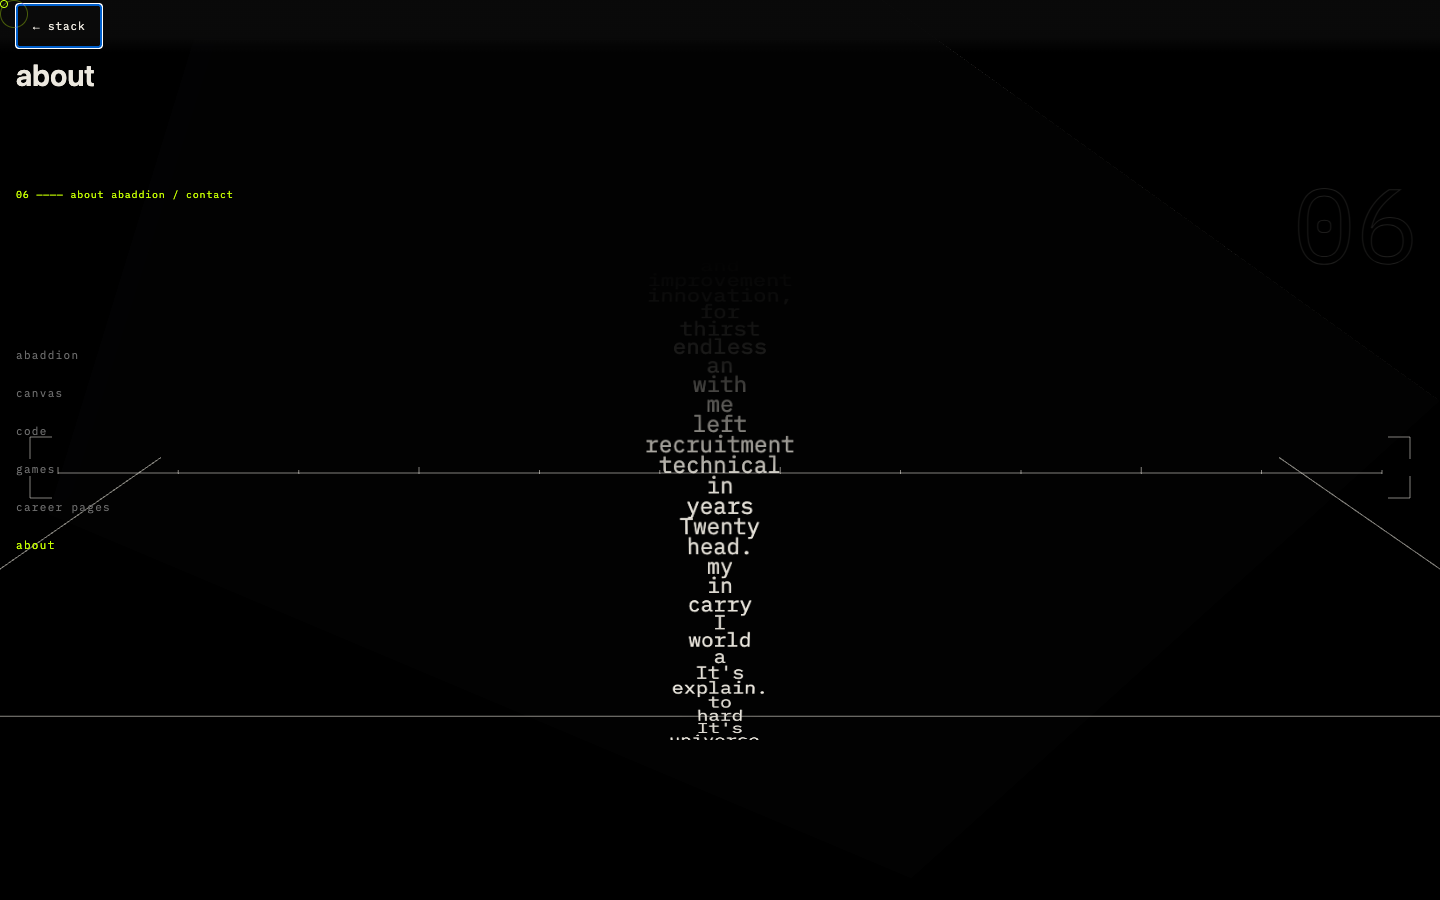 ← stack
about
06 ──── about abaddion / contact
06
improvement
innovation,
for
thirst
endless
an
with
me
left
recruitment
technical
in
years
Twenty
head.
my
in
carry
I
world
a
It's
explain.
to
hard
It's
universe
abaddion
canvas
code
games
career pages
about